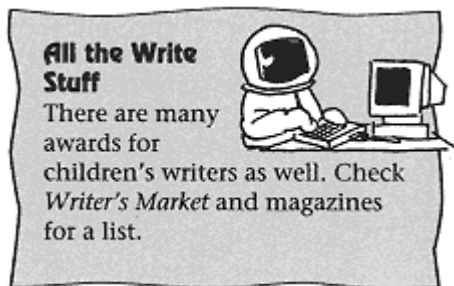 All the Write
Stuff
There are many
awards for
children's writers as well. Check
Writer's Market and magazines
for a list.